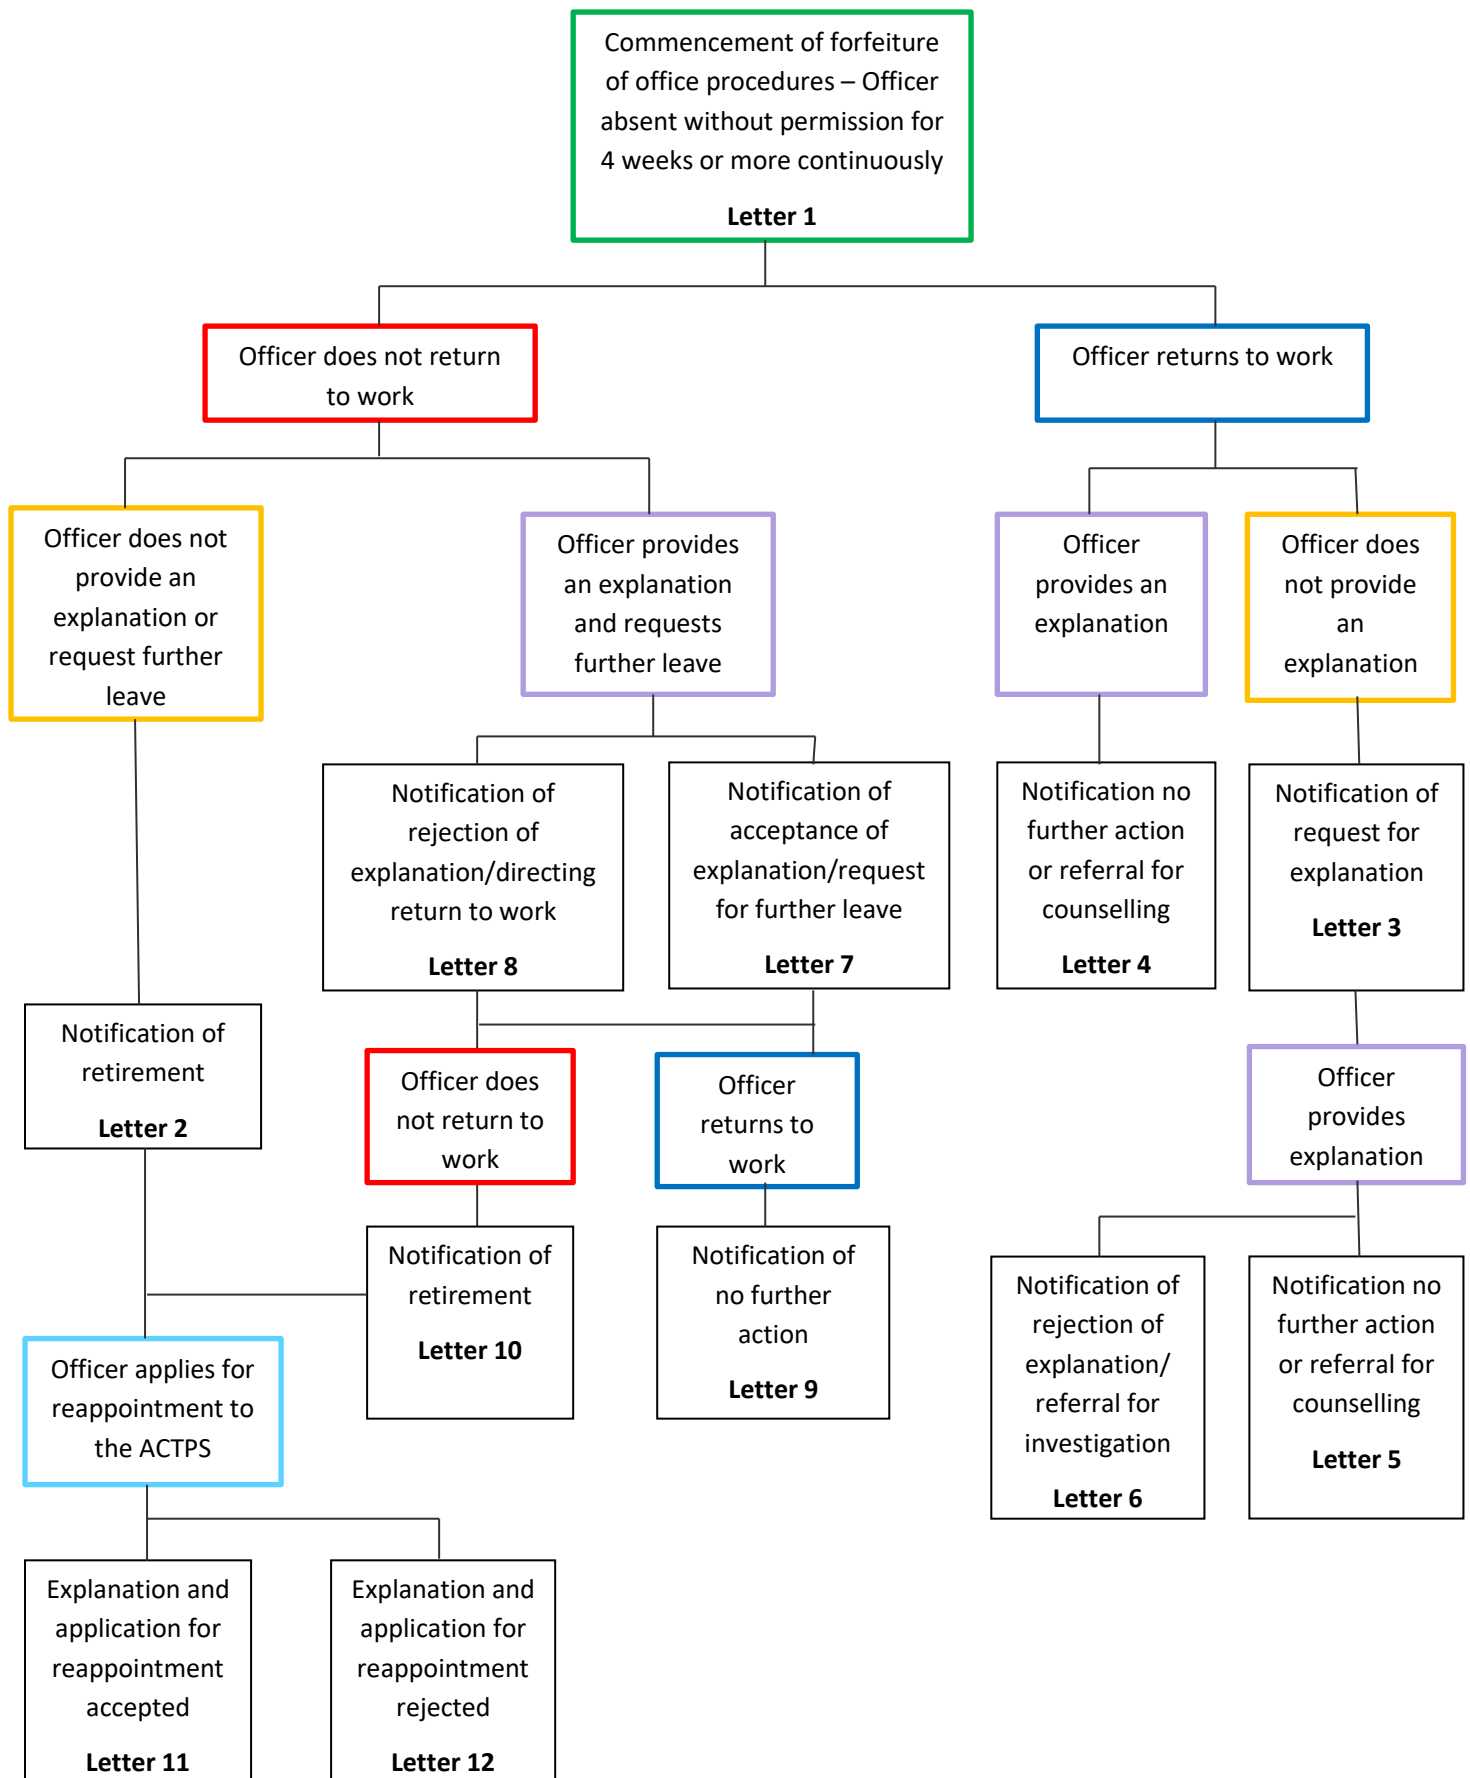 Commencement of forfeiture
of office procedures – Officer
absent without permission for
4 weeks or more continuously
Letter 1
Officer does not return
to work
Officer returns to work
Officer does not
provide an
explanation or
request further
leave
Officer provides
an explanation
and requests
further leave
Officer
provides an
explanation
Officer does
not provide
an
explanation
Notification of
rejection of
explanation/directing
return to work
Letter 8
Notification of
acceptance of
explanation/request
for further leave
Letter 7
Notification no
further action
or referral for
counselling
Letter 4
Notification of
request for
explanation
Letter 3
Notification of
retirement
Letter 2
Officer does
not return to
work
Officer
returns to
work
Officer
provides
explanation
Notification of
retirement
Letter 10
Notification of
no further
action
Letter 9
Notification of
rejection of
explanation/
referral for
investigation
Letter 6
Notification no
further action
or referral for
counselling
Letter 5
Officer applies for
reappointment to
the ACTPS
Explanation and
application for
reappointment
accepted
Letter 11
Explanation and
application for
reappointment
rejected
Letter 12